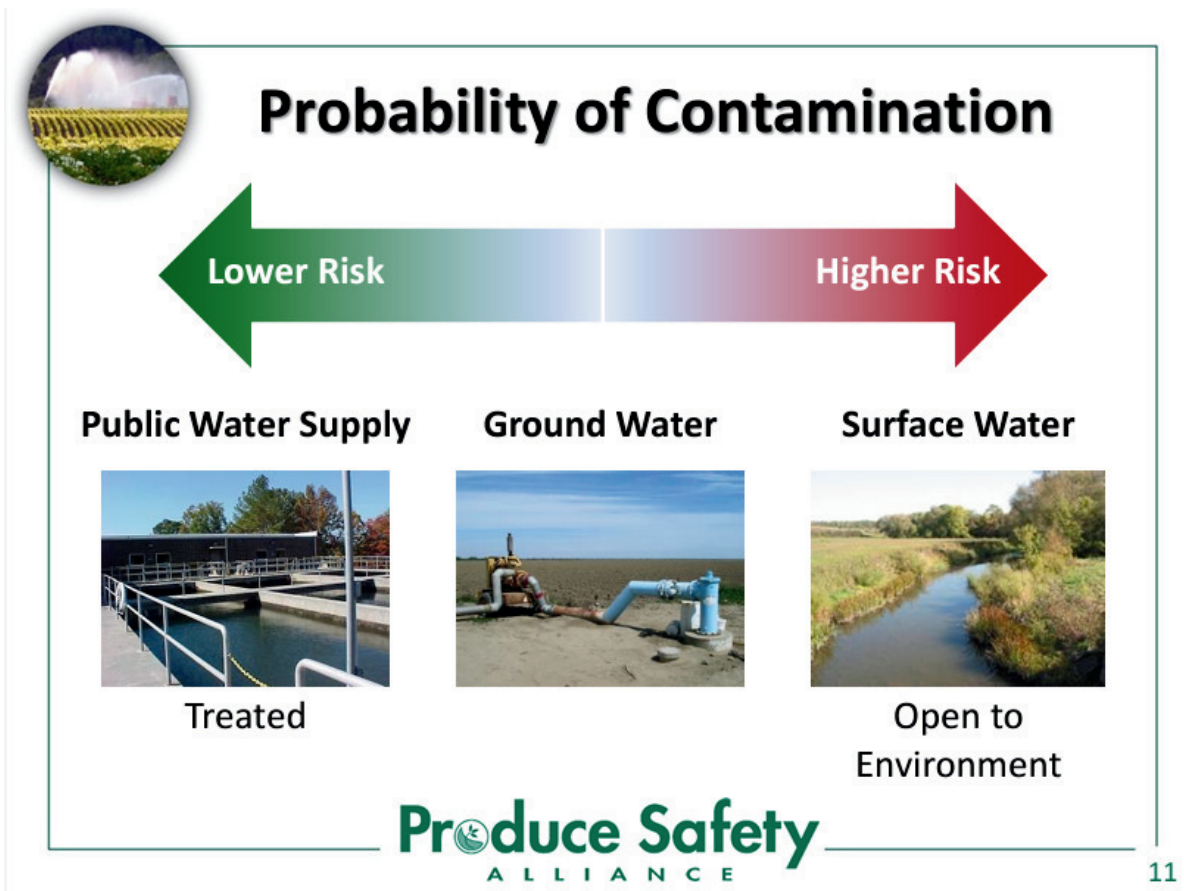 Probability of Contamination
Lower Risk
Higher Risk
Public Water Supply
Ground Water
Surface Water
Treated
Open to
Environment
Produce Safety
ALLIANCE
11